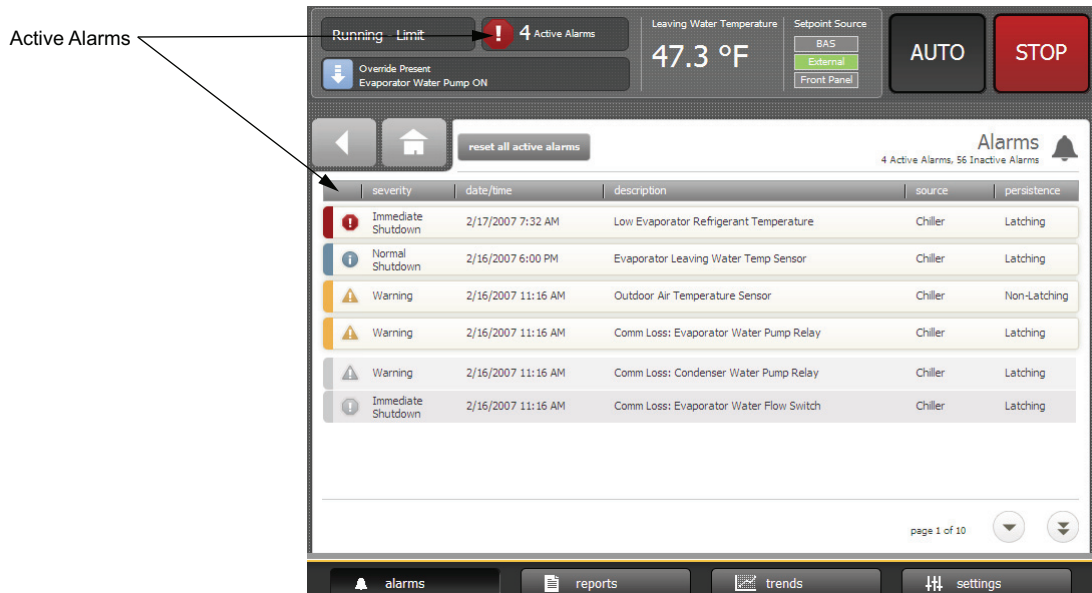 Active Alarms
Running - Limit
4 Active Alarms
Override Present
Evaporator Water Pump ON
Leaving Water Temperature
47.3 °F
Setpoint Source
BAS
External
Front Panel
AUTO
STOP
reset all active alarms
Alarms
4 Active Alarms, 56 Inactive Alarms
severity date/time description source persistence
Immediate Shutdown 2/17/2007 7:32 AM Low Evaporator Refrigerant Temperature Chiller Latching
Normal Shutdown 2/16/2007 6:00 PM Evaporator Leaving Water Temp Sensor Chiller Latching
Warning 2/16/2007 11:16 AM Outdoor Air Temperature Sensor Chiller Non-Latching
Warning 2/16/2007 11:16 AM Comm Loss: Evaporator Water Pump Relay Chiller Latching
Warning 2/16/2007 11:16 AM Comm Loss: Condenser Water Pump Relay Chiller Latching
Immediate Shutdown 2/16/2007 11:16 AM Comm Loss: Evaporator Water Flow Switch Chiller Latching
page 1 of 10
alarms reports trends settings